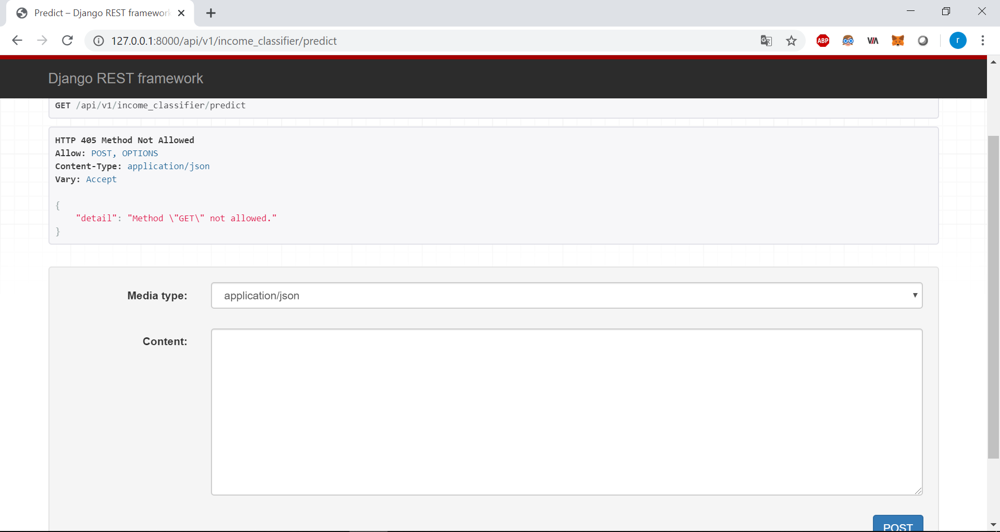 Predict – Django REST framework
127.0.0.1:8000/api/v1/income_classifier/predict
ABP
VIA
r
Django REST framework
GET /api/v1/income_classifier/predict
HTTP 405 Method Not Allowed
Allow: POST, OPTIONS
Content-Type: application/json
Vary: Accept
{
"detail": "Method \"GET\" not allowed."
}
Media type:
application/json
Content:
POST